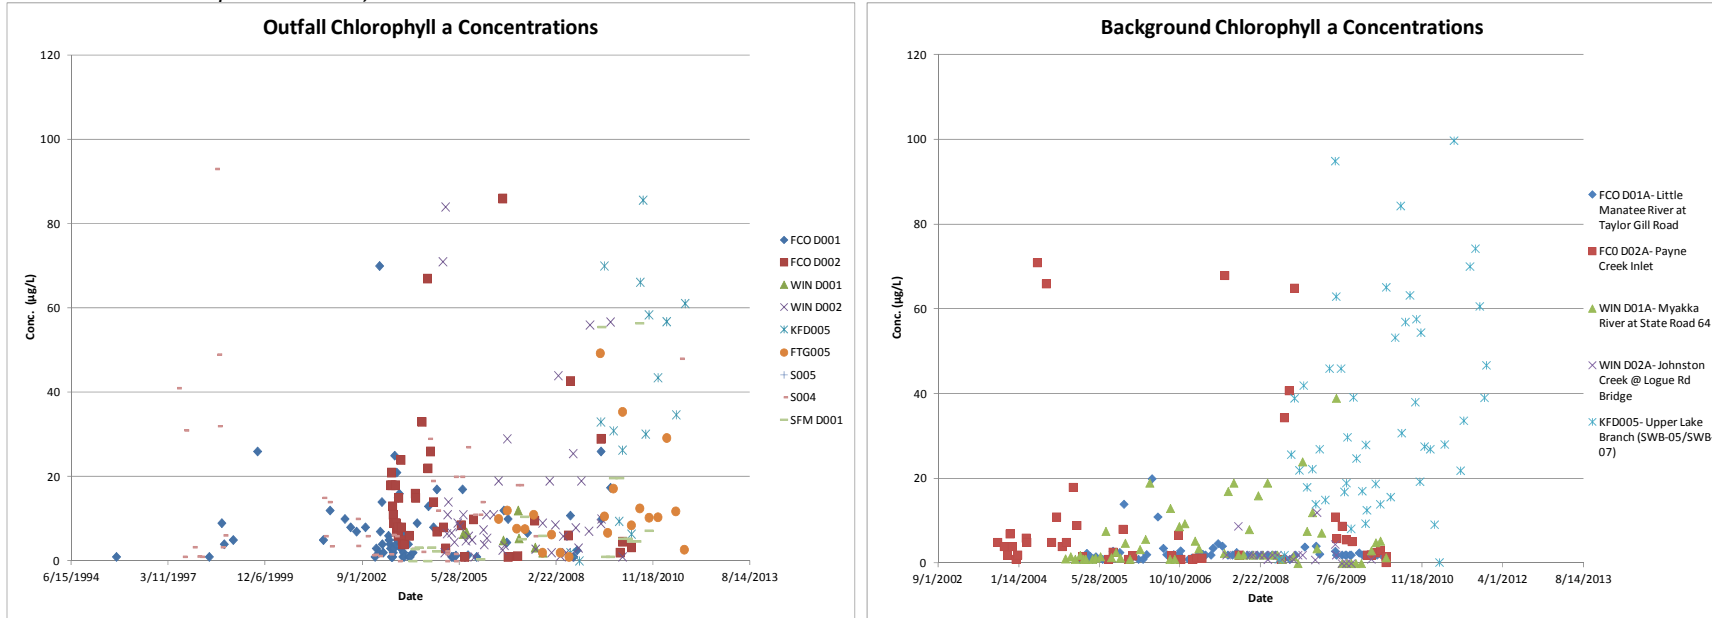 Outfall Chlorophyll a Concentrations
120
100
80
60
40
20
0
Conc. (µg/L)
6/15/1994
3/11/1997
12/6/1999
9/1/2002
5/28/2005
2/22/2008
11/18/2010
8/14/2013
Date
FCO D001
FCO D002
WIN D001
WIN D002
KFD005
FTG005
S005
S004
SFM D001
Background Chlorophyll a Concentrations
120
100
80
60
40
20
0
Conc. (µg/L)
9/1/2002
1/14/2004
5/28/2005
10/10/2006
2/22/2008
7/6/2009
11/18/2010
4/1/2012
8/14/2013
Date
FCO D01A- Little
Manatee River at
Taylor Gill Road
FC0 D02A- Payne
Creek Inlet
WIN D01A- Myakka
River at State Road 64
WIN D02A- Johnston
Creek @ Logue Rd
Bridge
KFD005- Upper Lake
Branch (SWB-05/SWB-
07)